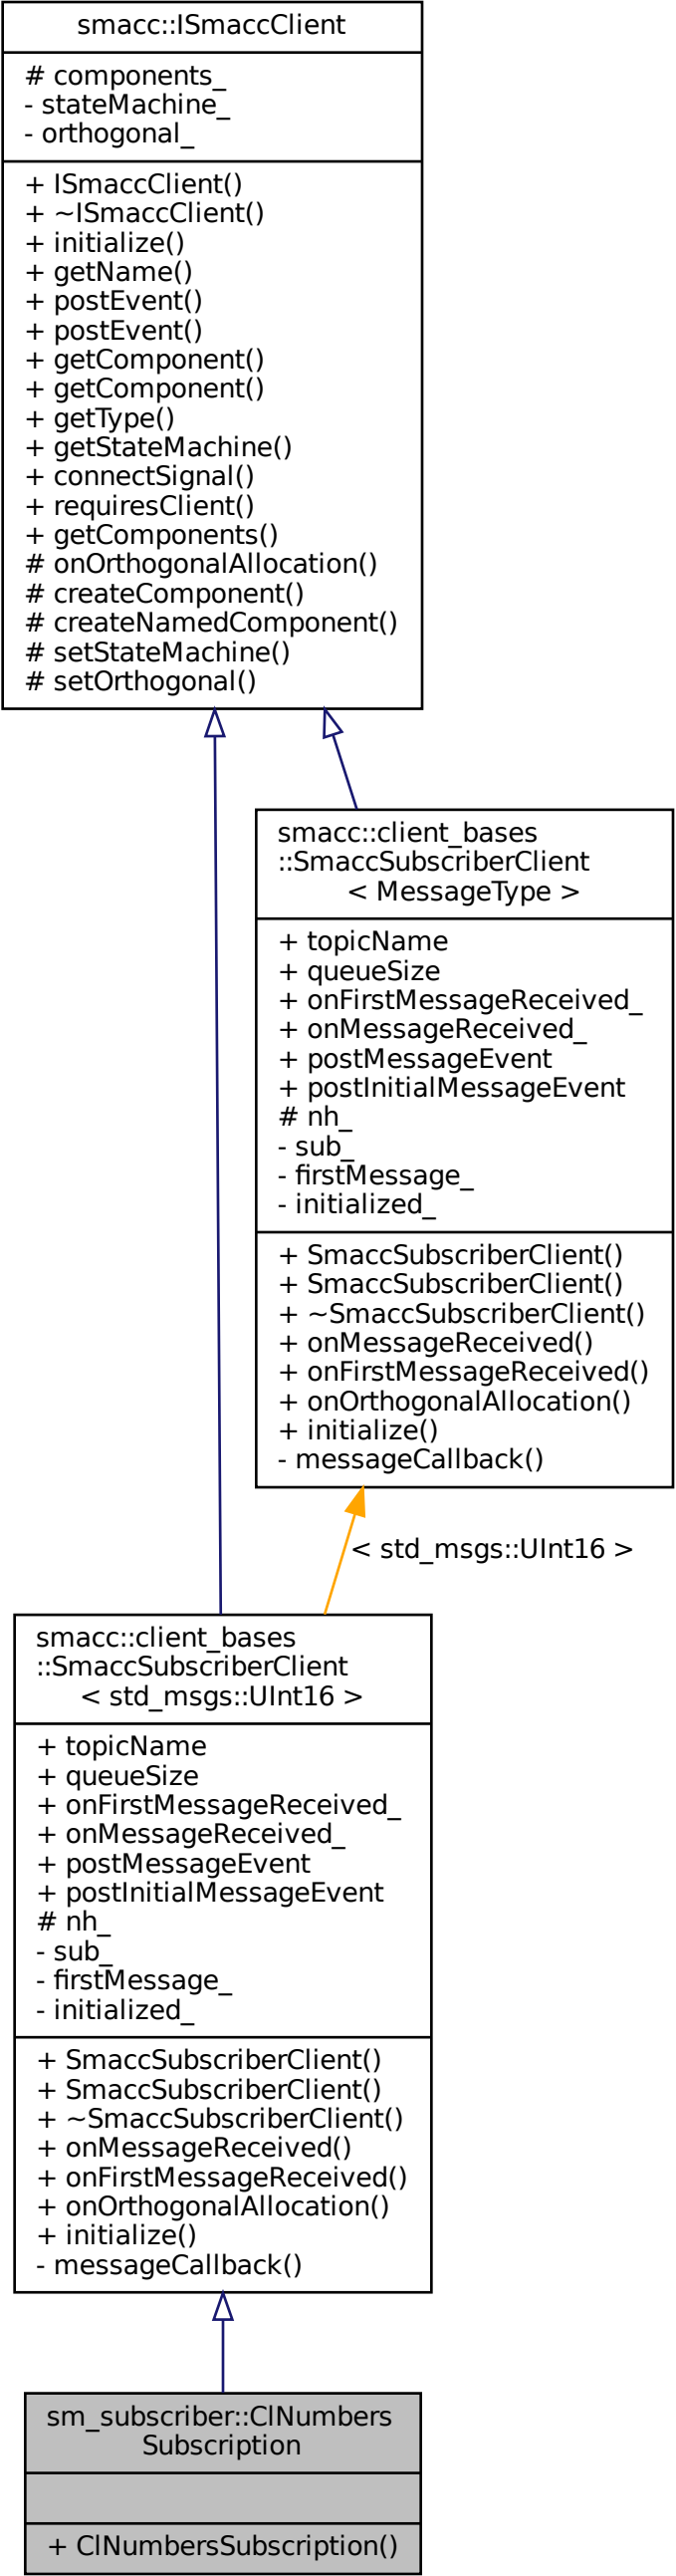 smacc::ISmaccClient
# components_
- stateMachine_
- orthogonal_
+ ISmaccClient()
+ ~ISmaccClient()
+ initialize()
+ getName()
+ postEvent()
+ postEvent()
+ getComponent()
+ getComponent()
+ getType()
+ getStateMachine()
+ connectSignal()
+ requiresClient()
+ getComponents()
# onOrthogonalAllocation()
# createComponent()
# createNamedComponent()
# setStateMachine()
# setOrthogonal()
smacc::client_bases
::SmaccSubscriberClient
< MessageType >
+ topicName
+ queueSize
+ onFirstMessageReceived_
+ onMessageReceived_
+ postMessageEvent
+ postInitialMessageEvent
# nh_
- sub_
- firstMessage_
- initialized_
+ SmaccSubscriberClient()
+ SmaccSubscriberClient()
+ ~SmaccSubscriberClient()
+ onMessageReceived()
+ onFirstMessageReceived()
+ onOrthogonalAllocation()
+ initialize()
- messageCallback()
< std_msgs::UInt16 >
smacc::client_bases
::SmaccSubscriberClient
< std_msgs::UInt16 >
+ topicName
+ queueSize
+ onFirstMessageReceived_
+ onMessageReceived_
+ postMessageEvent
+ postInitialMessageEvent
# nh_
- sub_
- firstMessage_
- initialized_
+ SmaccSubscriberClient()
+ SmaccSubscriberClient()
+ ~SmaccSubscriberClient()
+ onMessageReceived()
+ onFirstMessageReceived()
+ onOrthogonalAllocation()
+ initialize()
- messageCallback()
sm_subscriber::ClNumbers
Subscription
+ ClNumbersSubscription()